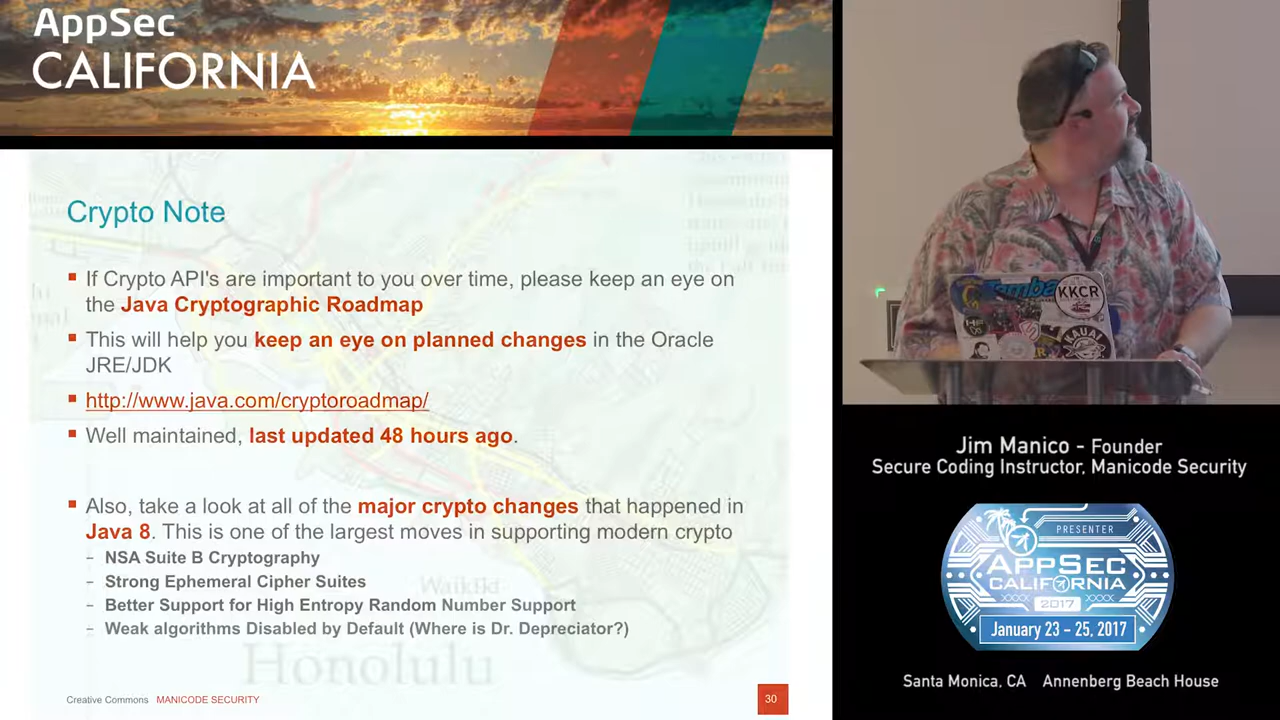 AppSec
CALIFORNIA
Crypto Note
If Crypto API's are important to you over time, please keep an eye on
the Java Cryptographic Roadmap
This will help you keep an eye on planned changes in the Oracle
JRE/JDK
http://www.java.com/cryptoroadmap/
Well maintained, last updated 48 hours ago.
Also, take a look at all of the major crypto changes that happened in
Java 8. This is one of the largest moves in supporting modern crypto
– NSA Suite B Cryptography
– Strong Ephemeral Cipher Suites
– Better Support for High Entropy Random Number Support
– Weak algorithms Disabled by Default (Where is Dr. Depreciator?)
Waikiki
Honolulu
Creative Commons MANICODE SECURITY
30
KKCR
KAUAI
Jim Manico - Founder
Secure Coding Instructor, Manicode Security
PRESENTER
APPSEC
CALIFORNIA
XXXX 2017 XXXX
January 23 – 25, 2017
Santa Monica, CA Annenberg Beach House